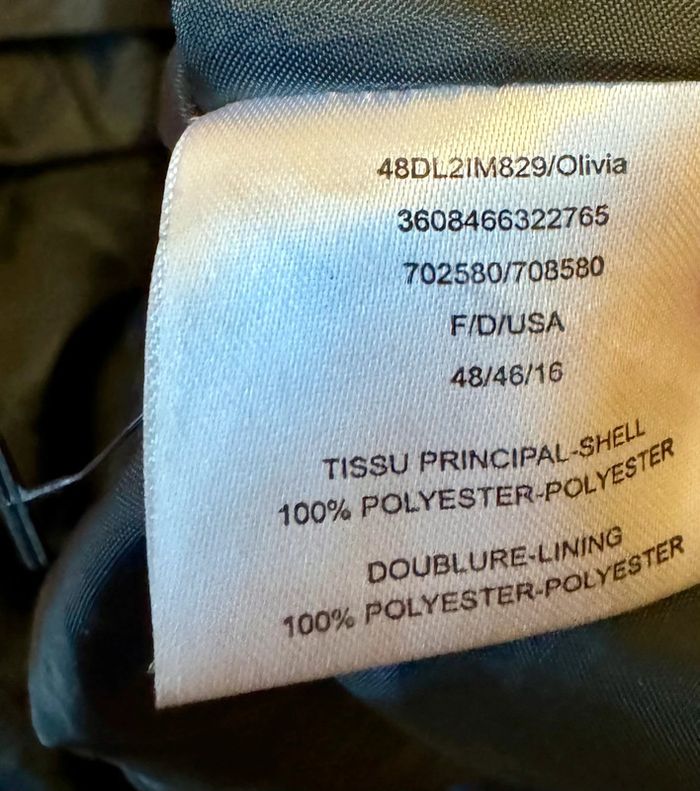 48DL2IM829/Olivia
3608466322765
702580/708580
F/D/USA
48/46/16
TISSU PRINCIPAL-SHELL
100% POLYESTER-POLYESTER
DOUBLURE-LINING
100% POLYESTER-POLYESTER